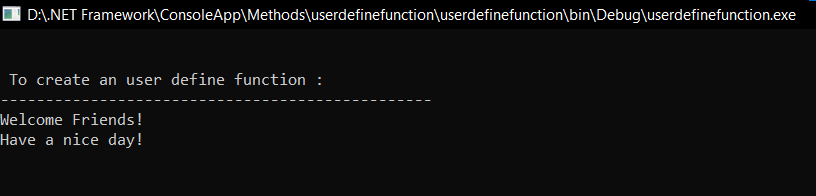 D:\.NET Framework\ConsoleApp\Methods\userdefinefunction\userdefinefunction\bin\Debug\userdefinefunction.exe
To create an user define function :
------------------------------------------------
Welcome Friends!
Have a nice day!